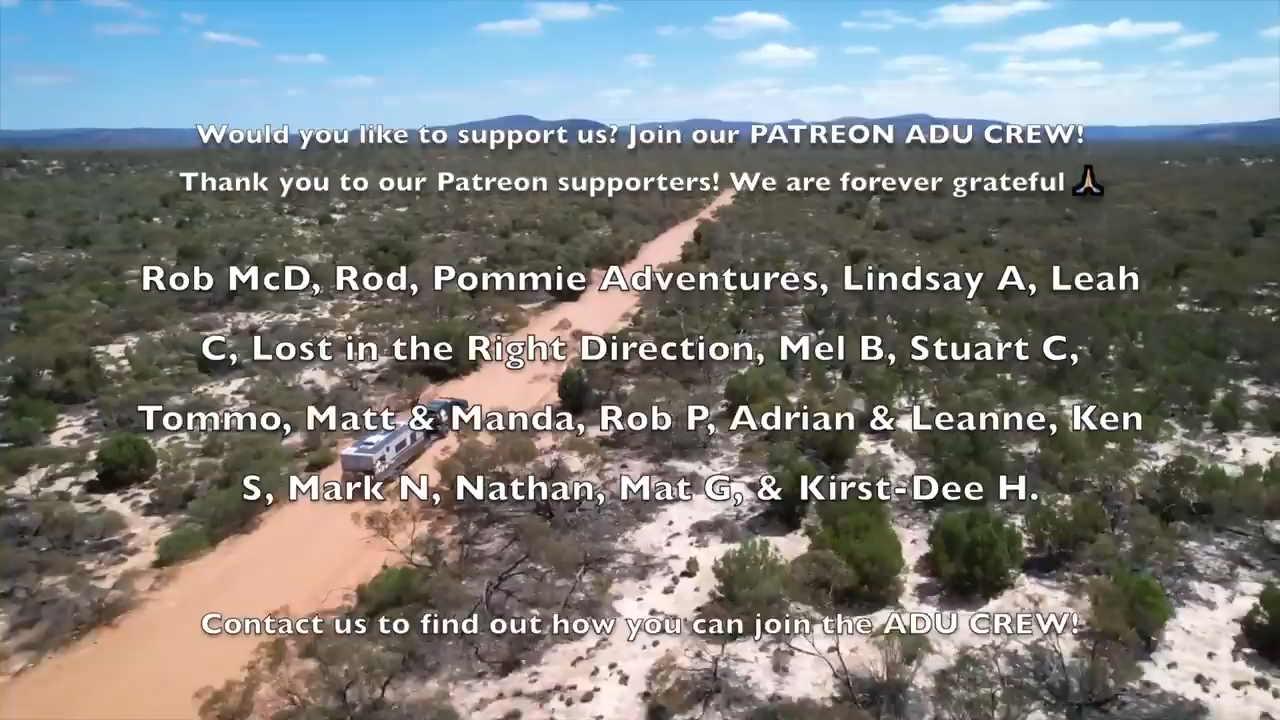 Would you like to support us? Join our PATREON ADU CREW!
Thank you to our Patreon supporters! We are forever grateful 🙏
Rob McD, Rod, Pommie Adventures, Lindsay A, Leah
C, Lost in the Right Direction, Mel B, Stuart C,
Tommo, Matt & Manda, Rob P, Adrian & Leanne, Ken
S, Mark N, Nathan, Mat G, & Kirst-Dee H.
Contact us to find out how you can join the ADU CREW!